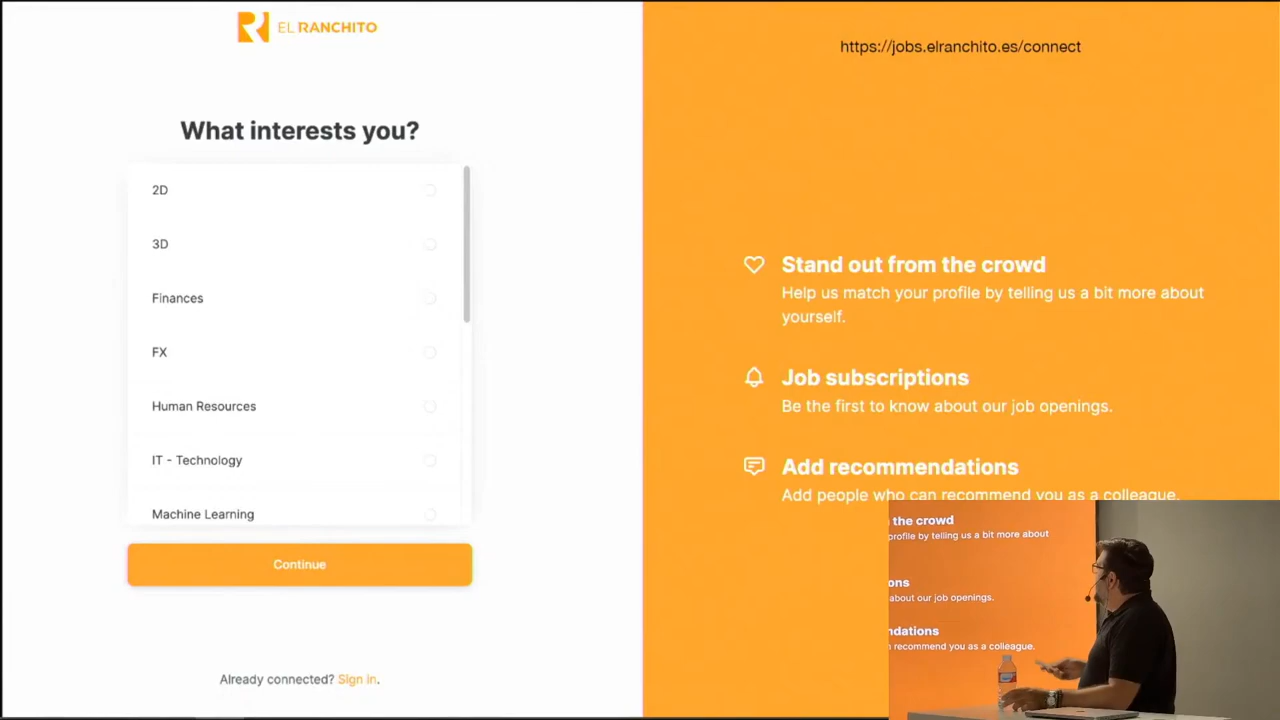 EL RANCHITO
What interests you?
2D
3D
Finances
FX
Human Resources
IT - Technology
Machine Learning
Continue
Already connected? Sign in.
https://jobs.elranchito.es/connect
Stand out from the crowd
Help us match your profile by telling us a bit more about
yourself.
Job subscriptions
Be the first to know about our job openings.
Add recommendations
Add people who can recommend you as a colleague.
the crowd
profile by telling us a bit more about
ons
about our job openings.
ndations
recommend you as a colleague.